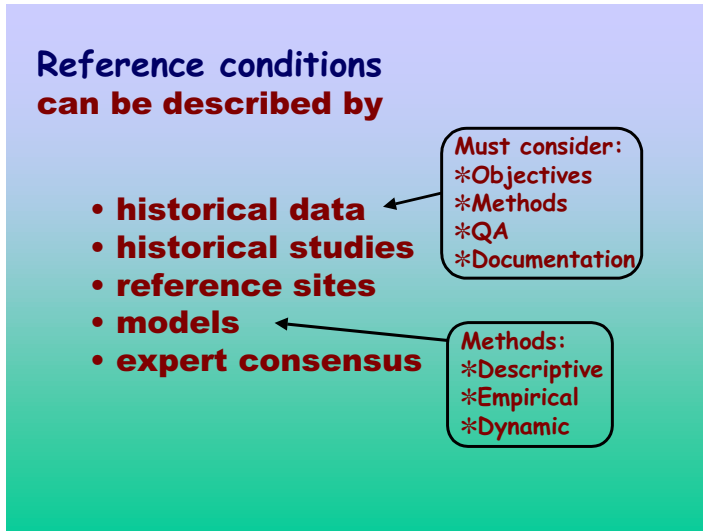 Reference conditions
can be described by
• historical data
• historical studies
• reference sites
• models
• expert consensus
Must consider:
*Objectives
*Methods
*QA
*Documentation
Methods:
*Descriptive
*Empirical
*Dynamic